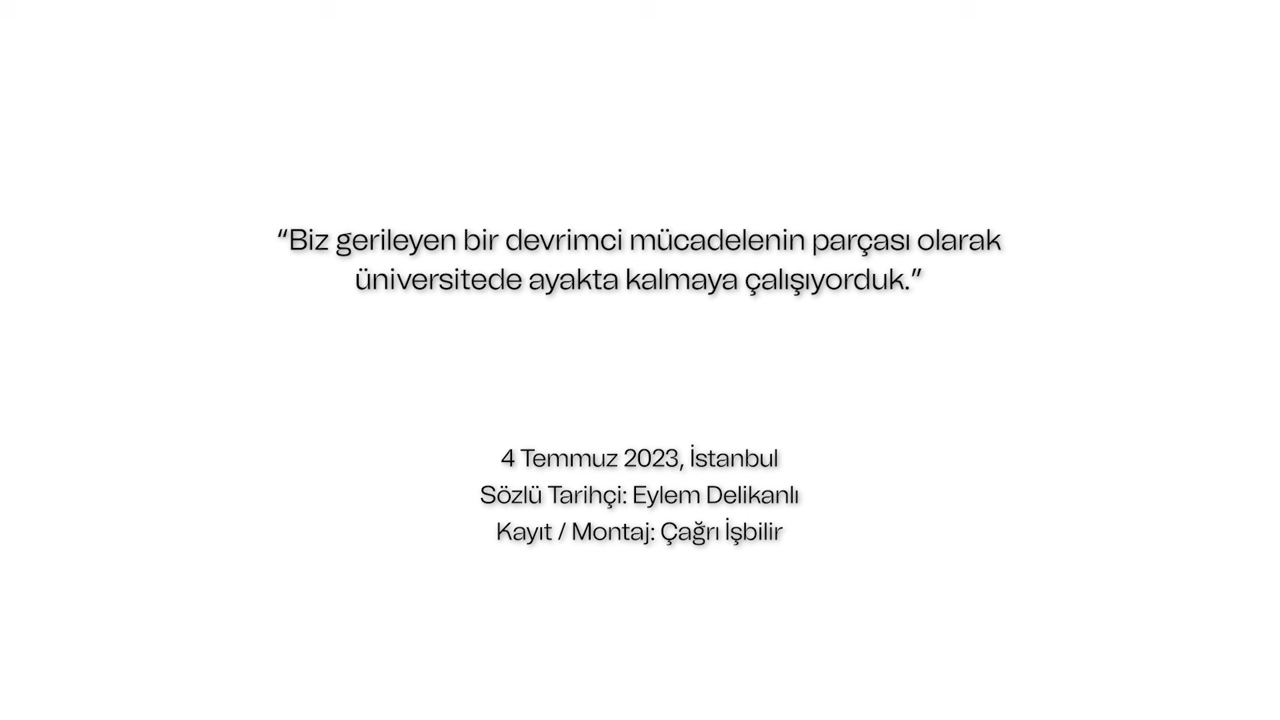 “Biz gerileyen bir devrimci mücadelenin parçası olarak
üniversitede ayakta kalmaya çalışıyorduk.”
4 Temmuz 2023, İstanbul
Sözlü Tarihçi: Eylem Delikanlı
Kayıt / Montaj: Çağrı İşbilir